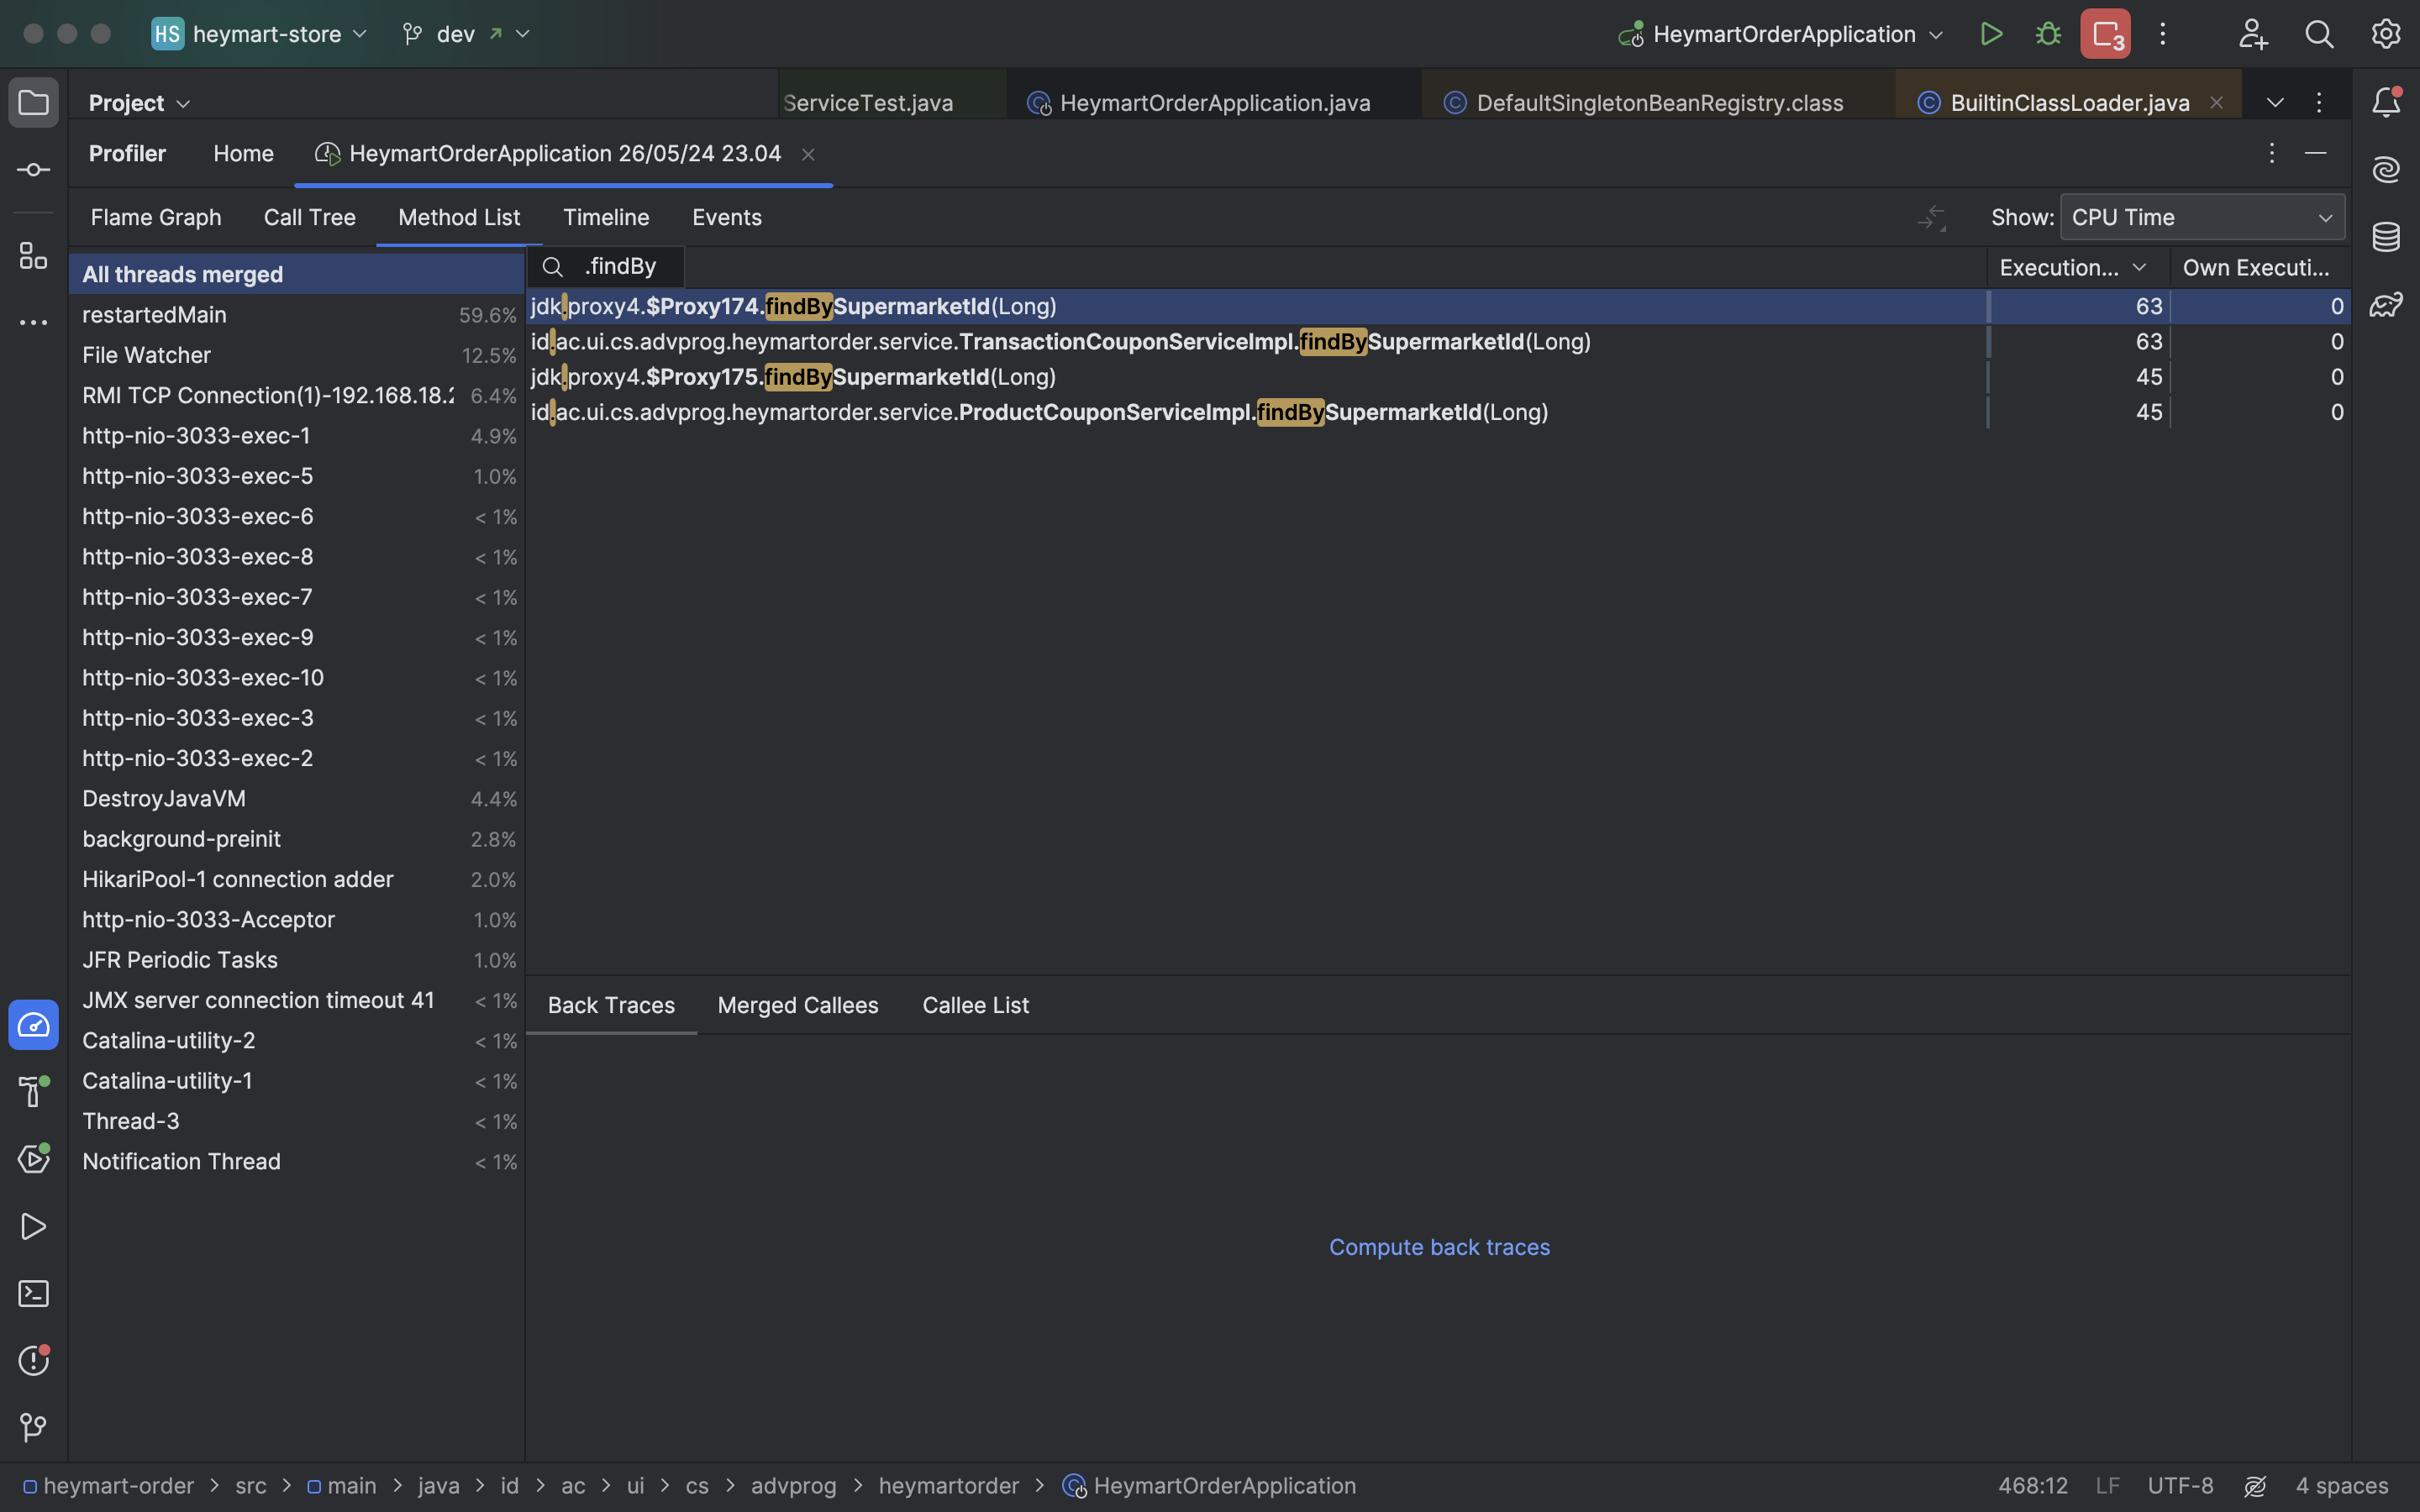 HS heymart-store dev HeymartOrderApplication 3
Project ServiceTest.java HeymartOrderApplication.java DefaultSingletonBeanRegistry.class BuiltinClassLoader.java
Profiler Home HeymartOrderApplication 26/05/24 23.04
Flame Graph Call Tree Method List Timeline Events Show: CPU Time
.findBy Execution... Own Executi...
All threads merged
restartedMain 59.6%
File Watcher 12.5%
RMI TCP Connection(1)-192.168.18.2 6.4%
http-nio-3033-exec-1 4.9%
http-nio-3033-exec-5 1.0%
http-nio-3033-exec-6 < 1%
http-nio-3033-exec-8 < 1%
http-nio-3033-exec-7 < 1%
http-nio-3033-exec-9 < 1%
http-nio-3033-exec-10 < 1%
http-nio-3033-exec-3 < 1%
http-nio-3033-exec-2 < 1%
DestroyJavaVM 4.4%
background-preinit 2.8%
HikariPool-1 connection adder 2.0%
http-nio-3033-Acceptor 1.0%
JFR Periodic Tasks 1.0%
JMX server connection timeout 41 < 1%
Catalina-utility-2 < 1%
Catalina-utility-1 < 1%
Thread-3 < 1%
Notification Thread < 1%
jdk.proxy4.$Proxy174.findBySupermarketId(Long) 63 0
id.ac.ui.cs.advprog.heymartorder.service.TransactionCouponServiceImpl.findBySupermarketId(Long) 63 0
jdk.proxy4.$Proxy175.findBySupermarketId(Long) 45 0
id.ac.ui.cs.advprog.heymartorder.service.ProductCouponServiceImpl.findBySupermarketId(Long) 45 0
Back Traces Merged Callees Callee List
Compute back traces
heymart-order > src > main > java > id > ac > ui > cs > advprog > heymartorder > HeymartOrderApplication 468:12 LF UTF-8 4 spaces